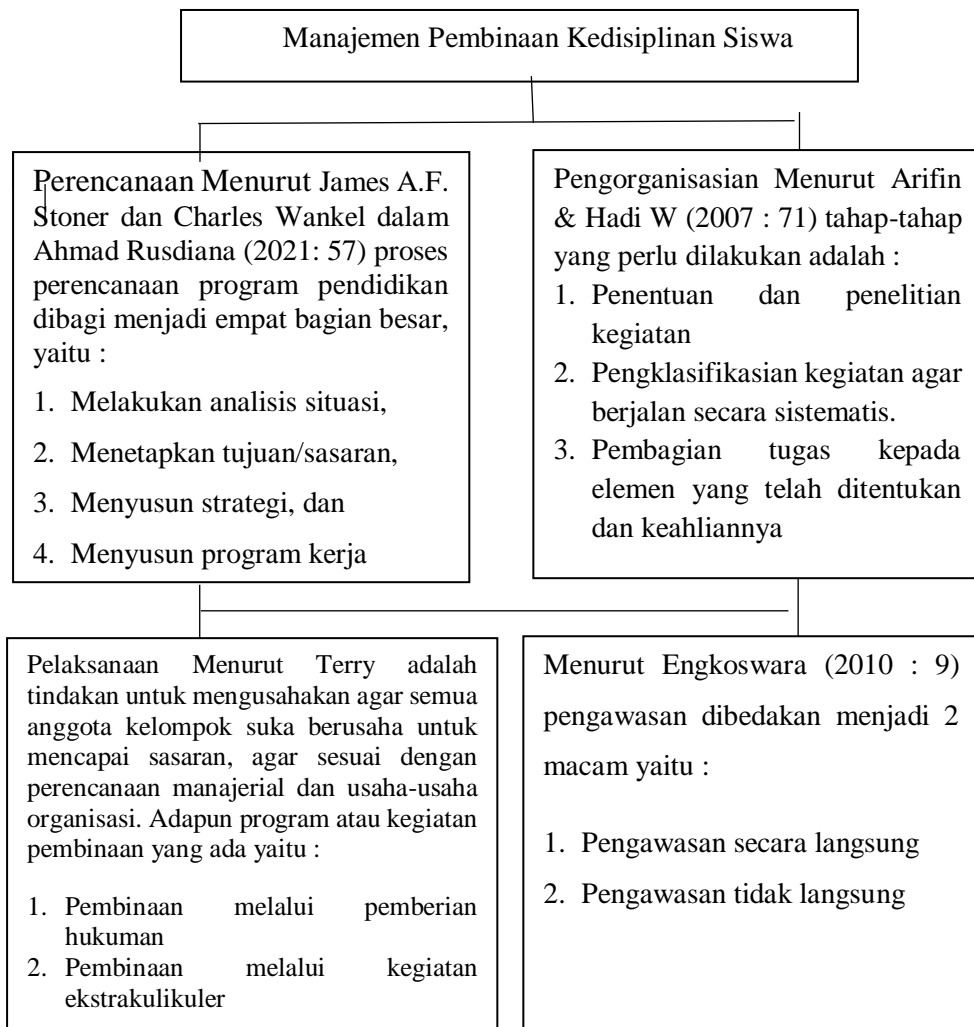 Manajemen Pembinaan Kedisiplinan Siswa
Perencanaan Menurut James A.F.
Stoner dan Charles Wankel dalam
Ahmad Rusdiana (2021: 57) proses
perencanaan program pendidikan
dibagi menjadi empat bagian besar,
yaitu :
1. Melakukan analisis situasi,
2. Menetapkan tujuan/sasaran,
3. Menyusun strategi, dan
4. Menyusun program kerja
Pengorganisasian Menurut Arifin
& Hadi W (2007 : 71) tahap-tahap
yang perlu dilakukan adalah :
1. Penentuan dan penelitian
kegiatan
2. Pengklasifikasian kegiatan agar
berjalan secara sistematis.
3. Pembagian tugas kepada
elemen yang telah ditentukan
dan keahliannya
Pelaksanaan Menurut Terry adalah
tindakan untuk mengusahakan agar semua
anggota kelompok suka berusaha untuk
mencapai sasaran, agar sesuai dengan
perencanaan manajerial dan usaha-usaha
organisasi. Adapun program atau kegiatan
pembinaan yang ada yaitu :
1. Pembinaan melalui pemberian
hukuman
2. Pembinaan melalui kegiatan
ekstrakulikuler
Menurut Engkoswara (2010 : 9)
pengawasan dibedakan menjadi 2
macam yaitu :
1. Pengawasan secara langsung
2. Pengawasan tidak langsung